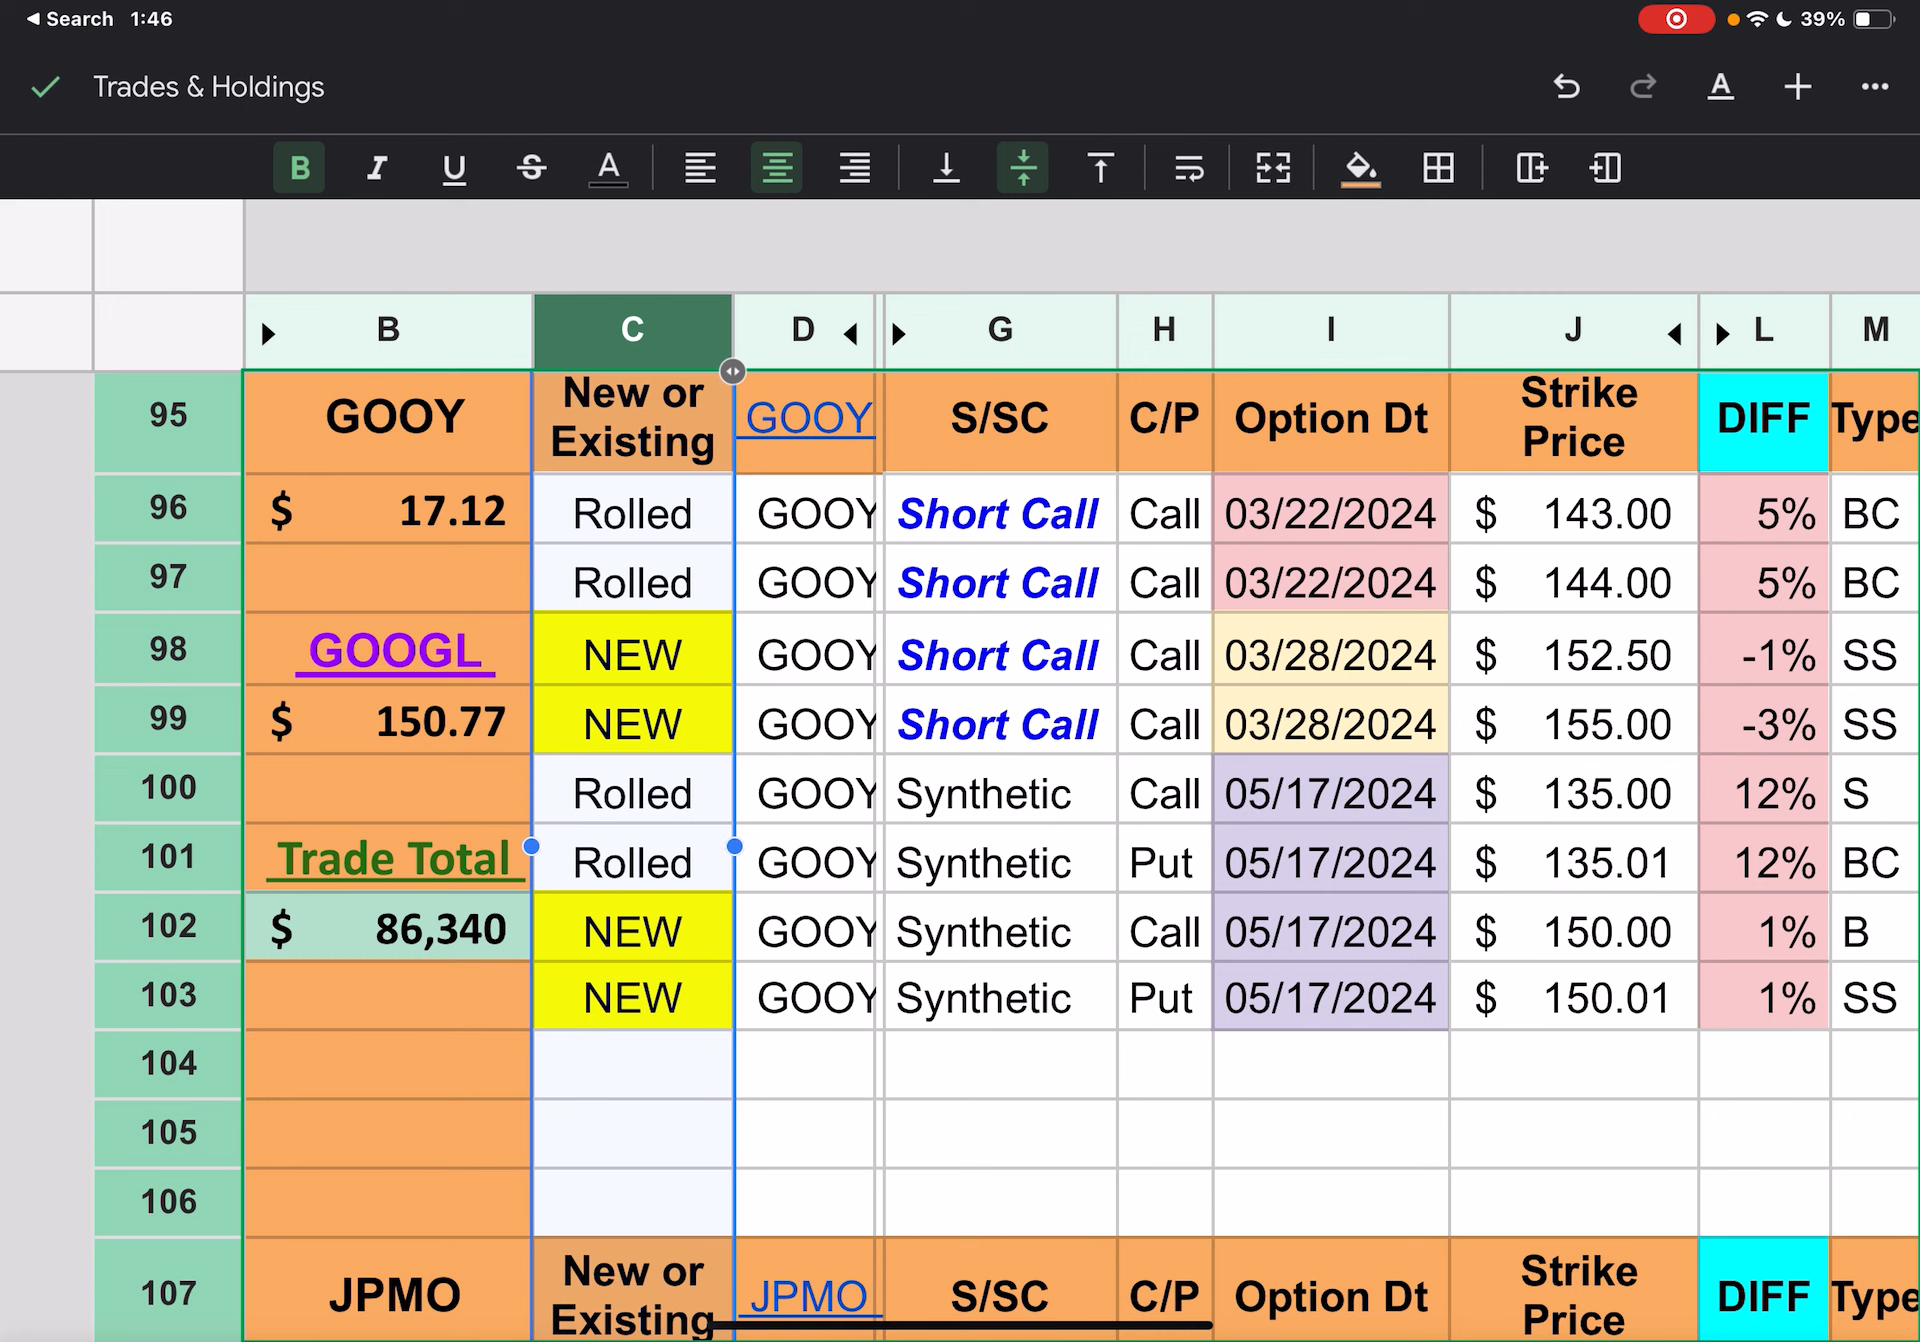 Search 1:46 39%
Trades & Holdings
B I U S A
B C D G H I J L M
95 GOOY New or Existing GOOY S/SC C/P Option Dt Strike Price DIFF Type
96 $ 17.12 Rolled GOOY Short Call Call 03/22/2024 $ 143.00 5% BC
97 Rolled GOOY Short Call Call 03/22/2024 $ 144.00 5% BC
98 GOOGL NEW GOOY Short Call Call 03/28/2024 $ 152.50 -1% SS
99 $ 150.77 NEW GOOY Short Call Call 03/28/2024 $ 155.00 -3% SS
100 Rolled GOOY Synthetic Call 05/17/2024 $ 135.00 12% S
101 Trade Total Rolled GOOY Synthetic Put 05/17/2024 $ 135.01 12% BC
102 $ 86,340 NEW GOOY Synthetic Call 05/17/2024 $ 150.00 1% B
103 NEW GOOY Synthetic Put 05/17/2024 $ 150.01 1% SS
104
105
106
107 JPMO New or Existing JPMO S/SC C/P Option Dt Strike Price DIFF Type